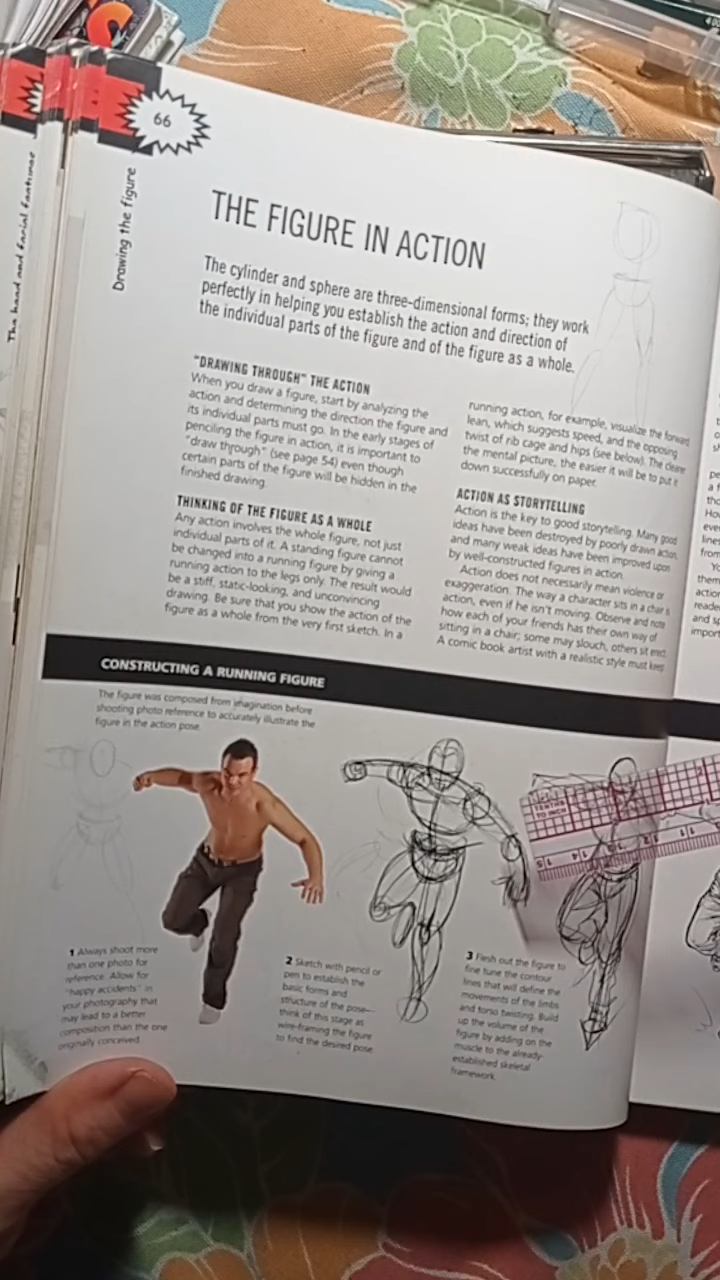 66
The head and facial features
Drawing the figure
THE FIGURE IN ACTION
The cylinder and sphere are three-dimensional forms; they work
perfectly in helping you establish the action and direction of
the individual parts of the figure and of the figure as a whole.
"DRAWING THROUGH" THE ACTION
When you draw a figure, start by analyzing the
action and determining the direction the figure and
its individual parts must go. In the early stages of
penciling the figure in action, it is important to
"draw through" (see page 54) even though
certain parts of the figure will be hidden in the
finished drawing.
THINKING OF THE FIGURE AS A WHOLE
Any action involves the whole figure, not just
individual parts of it. A standing figure cannot
be changed into a running figure by giving a
running action to the legs only. The result would
be a stiff, static-looking, and unconvincing
drawing. Be sure that you show the action of the
figure as a whole from the very first sketch. In a
running action, for example, visualize the forward
lean, which suggests speed, and the opposing
twist of rib cage and hips (see below). The clearer
the mental picture, the easier it will be to put it
down successfully on paper.
ACTION AS STORYTELLING
Action is the key to good storytelling. Many good
ideas have been destroyed by poorly drawn action,
and many weak ideas have been improved upon
by well-constructed figures in action.
Action does not necessarily mean violence or
exaggeration. The way a character sits in a chair is
action, even if he isn't moving. Observe and note
how each of your friends has their own way of
sitting in a chair; some may slouch, others sit erect.
A comic book artist with a realistic style must keep
CONSTRUCTING A RUNNING FIGURE
The figure was composed from imagination before
shooting photo reference to accurately illustrate the
figure in the action pose.
1 Always shoot more
than one photo for
reference. Allow for
"happy accidents" in
your photography that
may lead to a better
composition than the one
originally conceived.
2 Sketch with pencil or
pen to establish the
basic forms and
structure of the pose—
think of this stage as
wire-framing the figure
to find the desired pose.
3 Flesh out the figure to
fine tune the contour
lines that will define the
movements of the limbs
and torso twisting. Build
up the volume of the
figure by adding on the
muscle to the already-
established skeletal
framework.
TENTHS
TO INCH
15 14 13 12 11